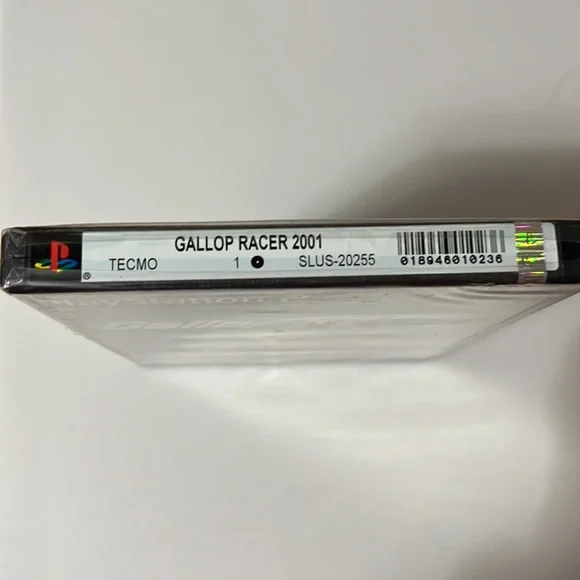 GALLOP RACER 2001
TECMO 1 SLUS-20255
018946010236
®